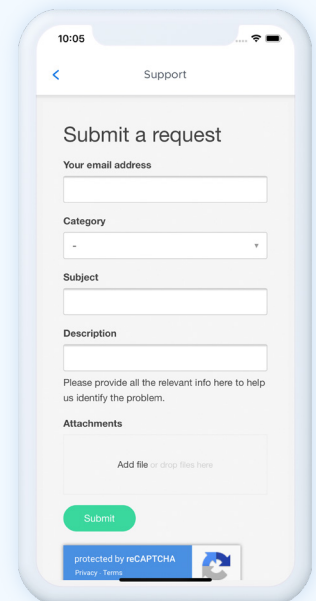 10:05
Support
Submit a request
Your email address
Category
-
Subject
Description
Please provide all the relevant info here to help
us identify the problem.
Attachments
Add file or drop files here
Submit
protected by reCAPTCHA
Privacy - Terms